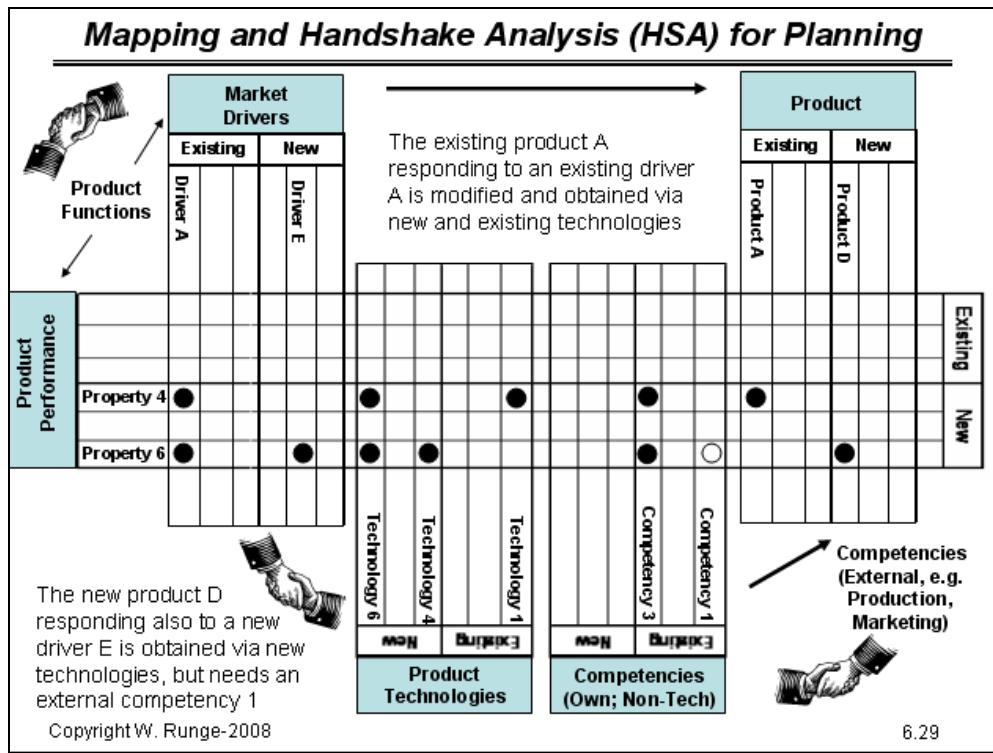 Mapping and Handshake Analysis (HSA) for Planning
Market
Drivers
Existing
New
Driver A
Driver E
Product
Functions
The existing product A
responding to an existing driver
A is modified and obtained via
new and existing technologies
Product
Existing
New
Product A
Product D
Product
Performance
Property 4
Property 6
Existing
New
Technology 6
Technology 4
Technology 1
New
Existing
Product
Technologies
Competency 3
Competency 1
New
Existing
Competencies
(Own; Non-Tech)
Competencies
(External, e.g.
Production,
Marketing)
The new product D
responding also to a new
driver E is obtained via new
technologies, but needs an
external competency 1
Copyright W. Runge-2008
6.29